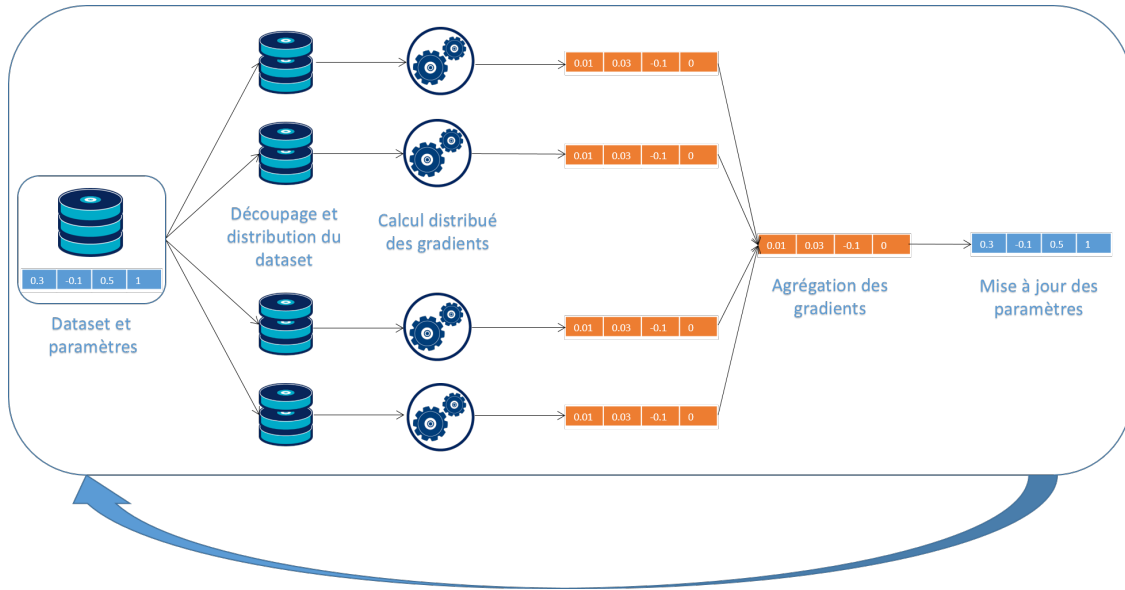 0.01 0.03 -0.1 0
0.01 0.03 -0.1 0
0.3 -0.1 0.5 1
Dataset et
paramètres
Découpage et
distribution du
dataset
Calcul distribué
des gradients
0.01 0.03 -0.1 0
Agrégation des
gradients
0.3 -0.1 0.5 1
Mise à jour des
paramètres
0.01 0.03 -0.1 0
0.01 0.03 -0.1 0